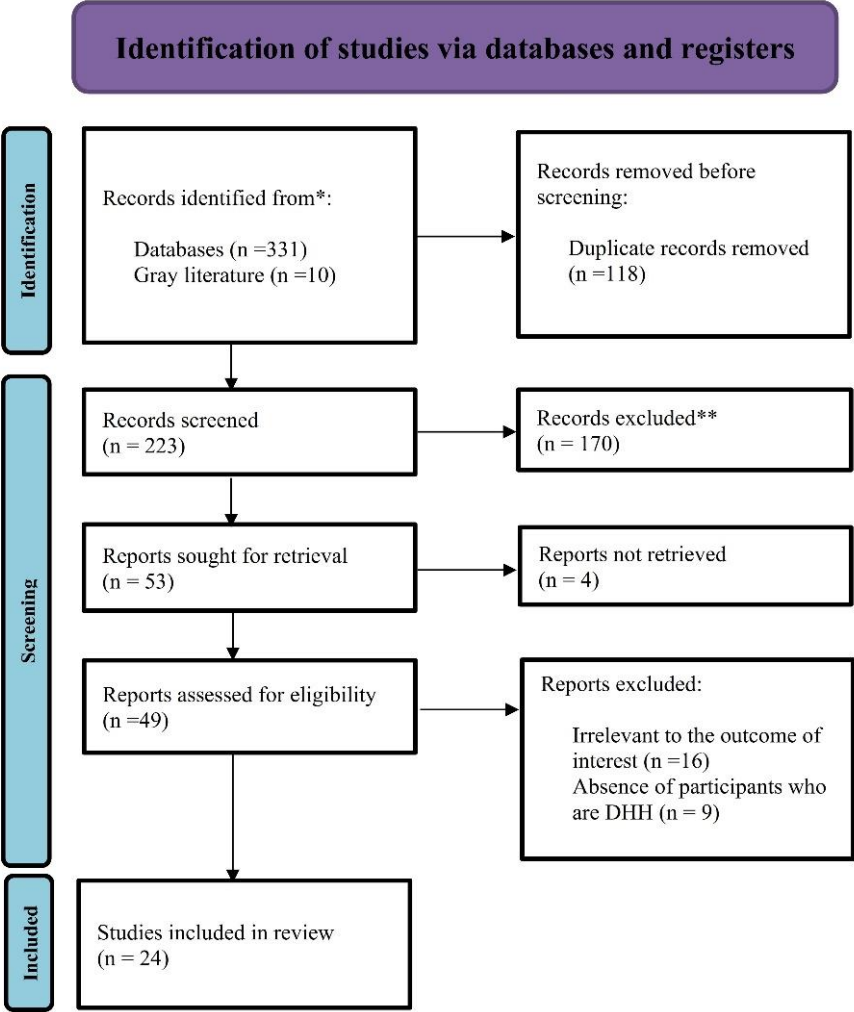 Identification of studies via databases and registers
Identification
Records identified from*:
Databases (n =331)
Gray literature (n =10)
Records removed before
screening:
Duplicate records removed
(n =118)
Screening
Records screened
(n = 223)
Records excluded**
(n = 170)
Reports sought for retrieval
(n = 53)
Reports not retrieved
(n = 4)
Reports assessed for eligibility
(n =49)
Reports excluded:
Irrelevant to the outcome of
interest (n =16)
Absence of participants who
are DHH (n = 9)
Included
Studies included in review
(n = 24)